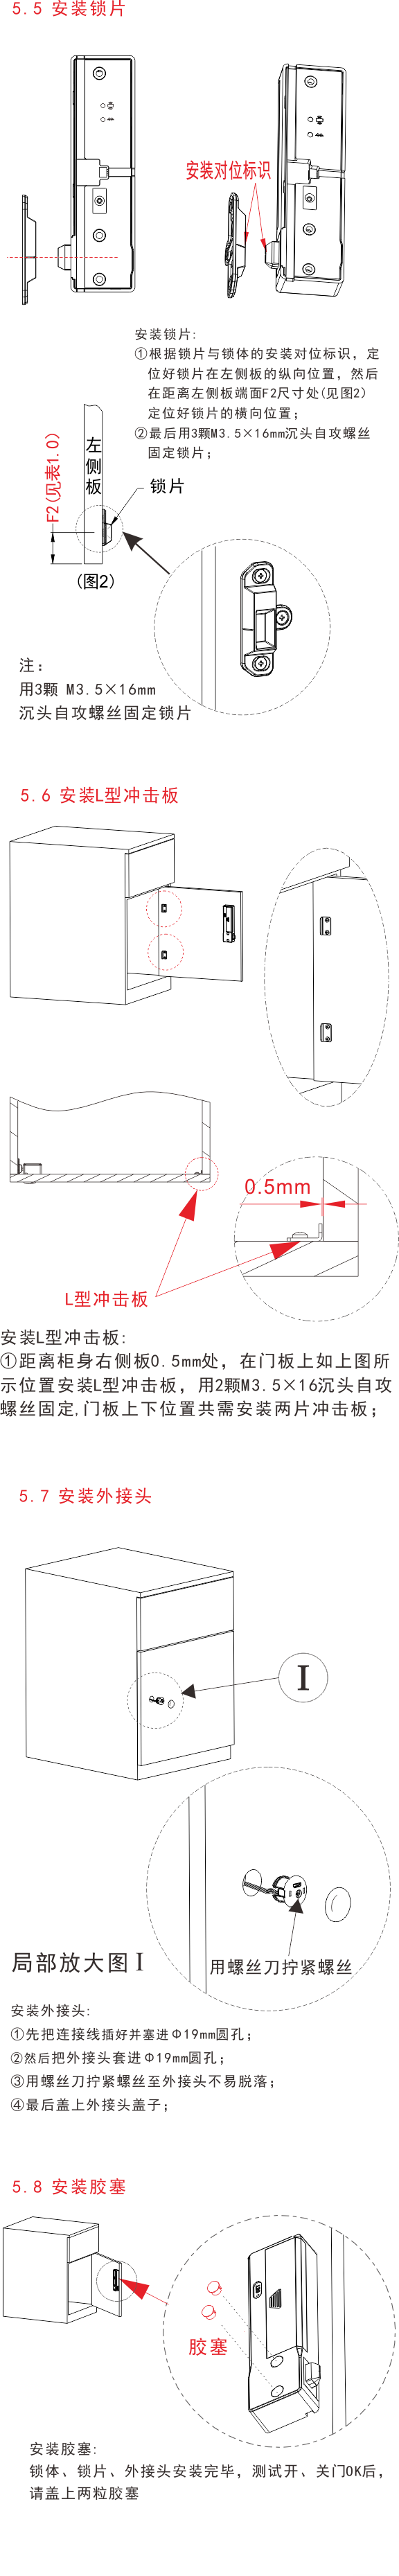 5.5 安装锁片
安装对位标识
安装锁片:
①根据锁片与锁体的安装对位标识，定
位好锁片在左侧板的纵向位置，然后
在距离左侧板端面F2尺寸处(见图2)
定位好锁片的横向位置；
②最后用3颗M3.5×16mm沉头自攻螺丝
固定锁片；
左侧板
F2(见表1.0)
锁片
(图2)
注：
用3颗 M3.5×16mm
沉头自攻螺丝固定锁片
5.6 安装L型冲击板
0.5mm
L型冲击板
安装L型冲击板:
①距离柜身右侧板0.5mm处，在门板上如上图所
示位置安装L型冲击板，用2颗M3.5×16沉头自攻
螺丝固定,门板上下位置共需安装两片冲击板；
5.7 安装外接头
I
局部放大图 I
用螺丝刀拧紧螺丝
安装外接头:
①先把连接线插好并塞进Φ19mm圆孔；
②然后把外接头套进Φ19mm圆孔；
③用螺丝刀拧紧螺丝至外接头不易脱落；
④最后盖上外接头盖子；
5.8 安装胶塞
胶塞
安装胶塞:
锁体、锁片、外接头安装完毕，测试开、关门OK后，
请盖上两粒胶塞